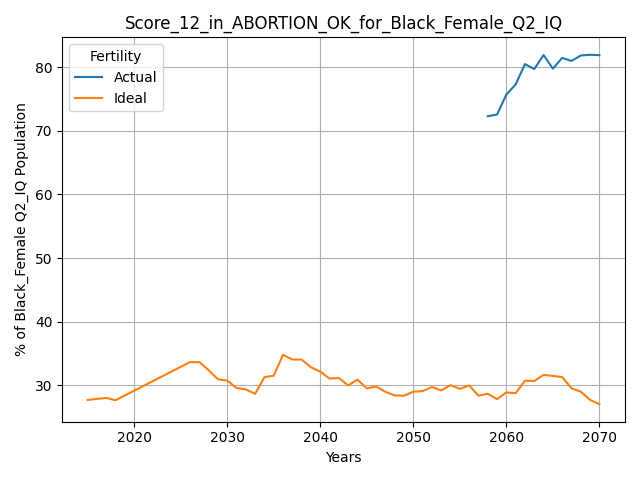 Score_12_in_ABORTION_OK_for_Black_Female_Q2_IQ
Fertility
Actual
Ideal
% of Black_Female Q2_IQ Population
80
70
60
50
40
30
2020
2030
2040
2050
2060
2070
Years